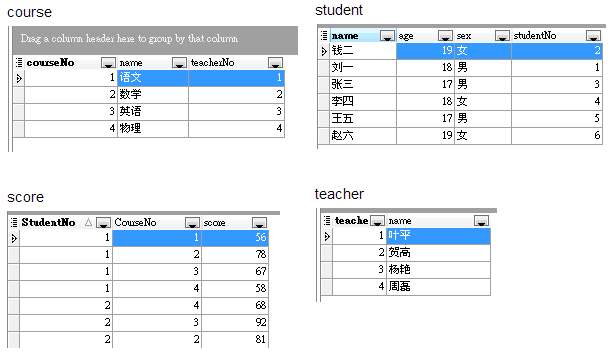 course
Drag a column header here to group by that column
courseNo name teacherNo
1 语文 1
2 数学 2
3 英语 3
4 物理 4
student
name age sex studentNo
钱二 19 女 2
刘一 18 男 1
张三 17 男 3
李四 18 女 4
王五 17 男 5
赵六 19 女 6
score
StudentNo CourseNo score
1 1 56
1 2 78
1 3 67
1 4 58
2 4 68
2 3 92
2 2 81
teacher
teache name
1 叶平
2 贺高
3 杨艳
4 周磊